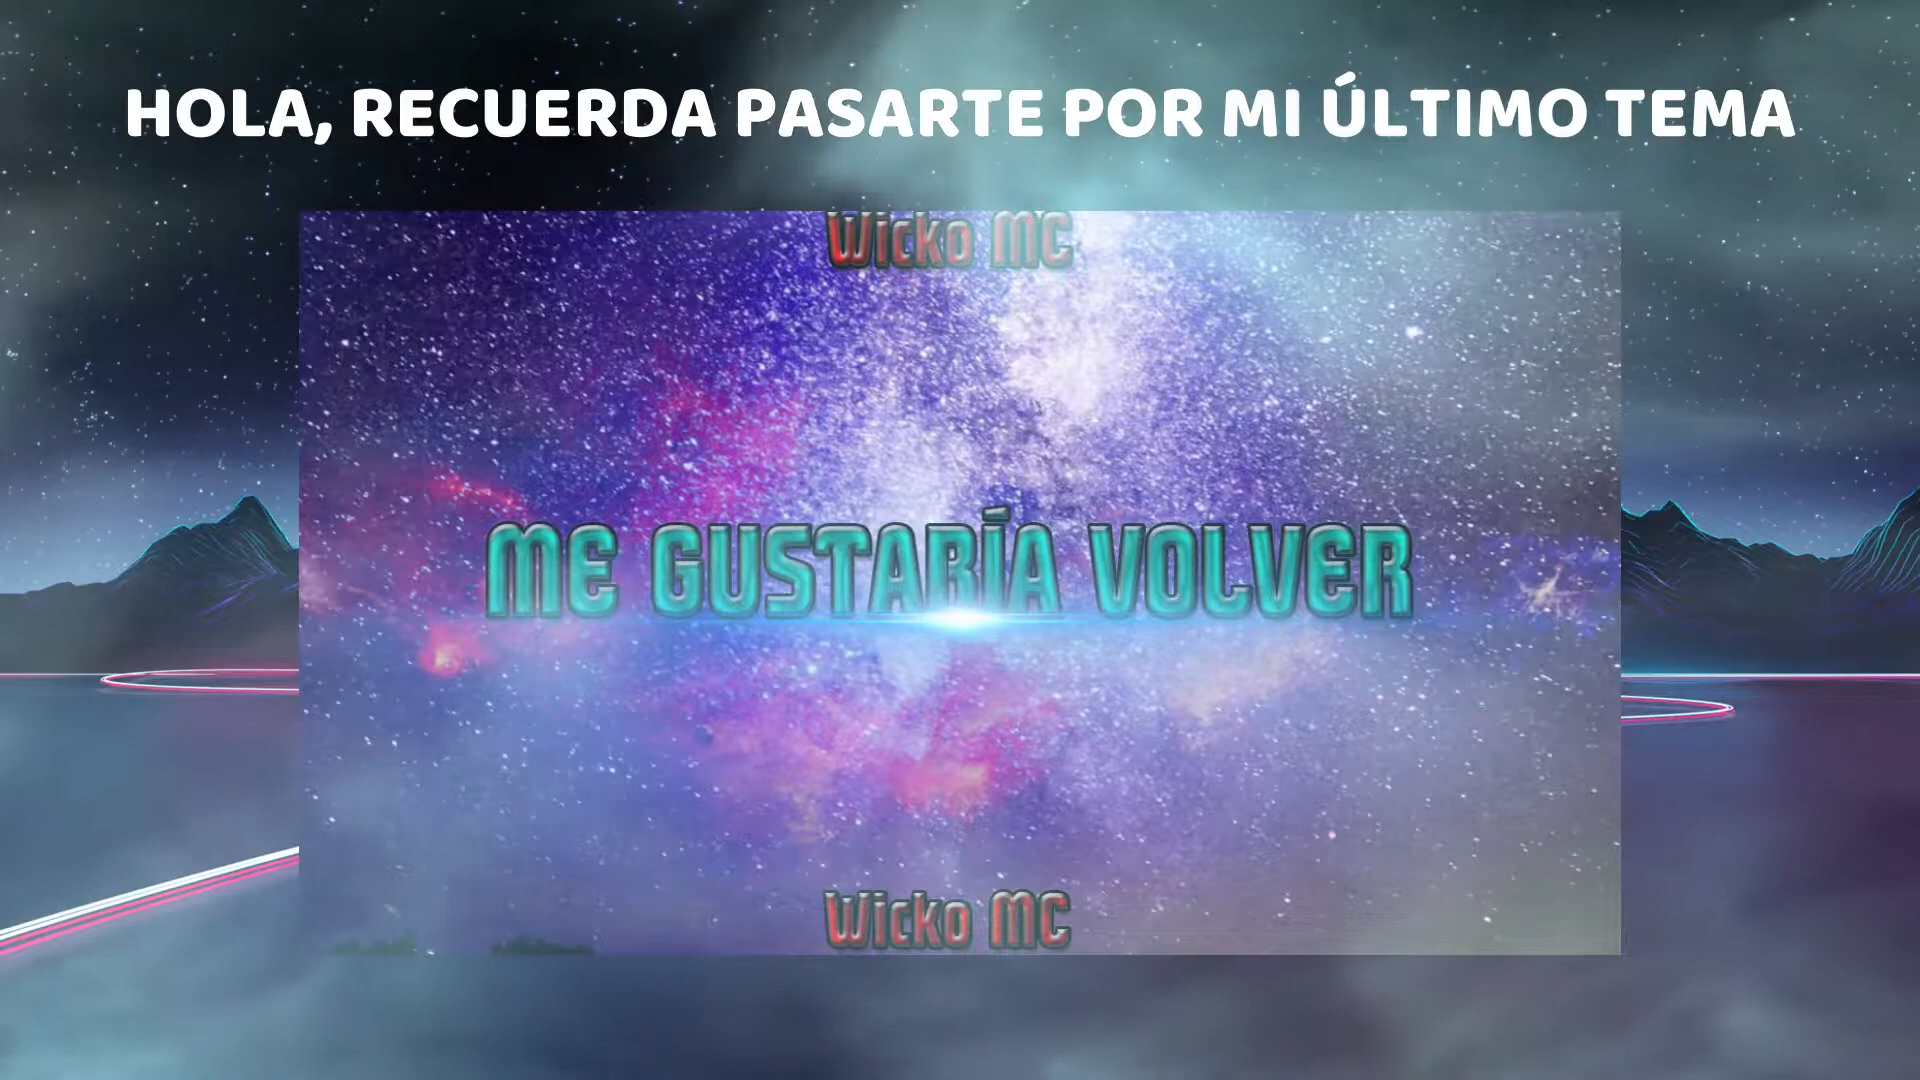 HOLA, RECUERDA PASARTE POR MI ÚLTIMO TEMA
Wicko MC
ME GUSTARÍA VOLVER
Wicko MC